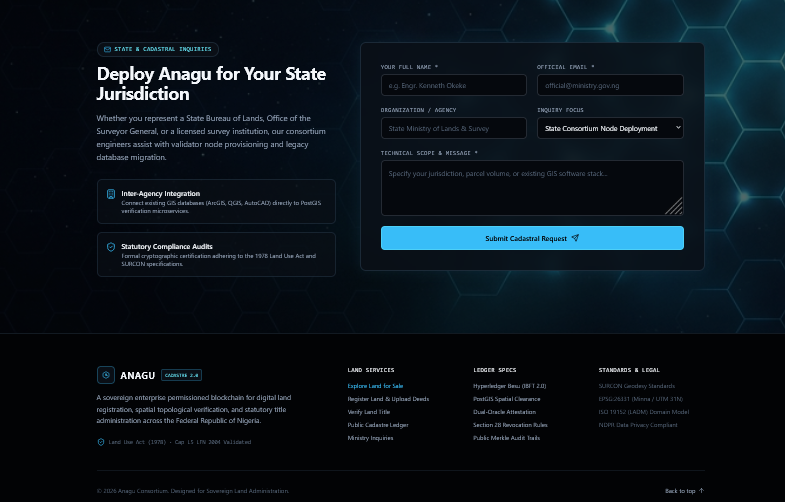 STATE & CADASTRAL INQUIRIES
Deploy Anagu for Your State
Jurisdiction
Whether you represent a State Bureau of Lands, Office of the
Surveyor General, or a licensed survey institution, our consortium
engineers assist with validator node provisioning and legacy
database migration.
Inter-Agency Integration
Connect existing GIS databases (ArcGIS, QGIS, AutoCAD) directly to PostGIS
verification microservices.
Statutory Compliance Audits
Formal cryptographic certification adhering to the 1978 Land Use Act and
SURCON specifications.
YOUR FULL NAME *
e.g. Engr. Kenneth Okeke
OFFICIAL EMAIL *
official@ministry.gov.ng
ORGANIZATION / AGENCY
State Ministry of Lands & Survey
INQUIRY FOCUS
State Consortium Node Deployment
TECHNICAL SCOPE & MESSAGE *
Specify your jurisdiction, parcel volume, or existing GIS software stack...
Submit Cadastral Request
ANAGU CADASTRE 2.0
A sovereign enterprise permissioned blockchain for digital land
registration, spatial topological verification, and statutory title
administration across the Federal Republic of Nigeria.
Land Use Act (1978) · Cap L5 LFN 2004 Validated
LAND SERVICES
Explore Land for Sale
Register Land & Upload Deeds
Verify Land Title
Public Cadastre Ledger
Ministry Inquiries
LEDGER SPECS
Hyperledger Besu (IBFT 2.0)
PostGIS Spatial Clearance
Dual-Oracle Attestation
Section 28 Revocation Rules
Public Merkle Audit Trails
STANDARDS & LEGAL
SURCON Geodesy Standards
EPSG:26331 (Minna / UTM 31N)
ISO 19152 (LADM) Domain Model
NDPR Data Privacy Compliant
© 2026 Anagu Consortium. Designed for Sovereign Land Administration.
Back to top ↑